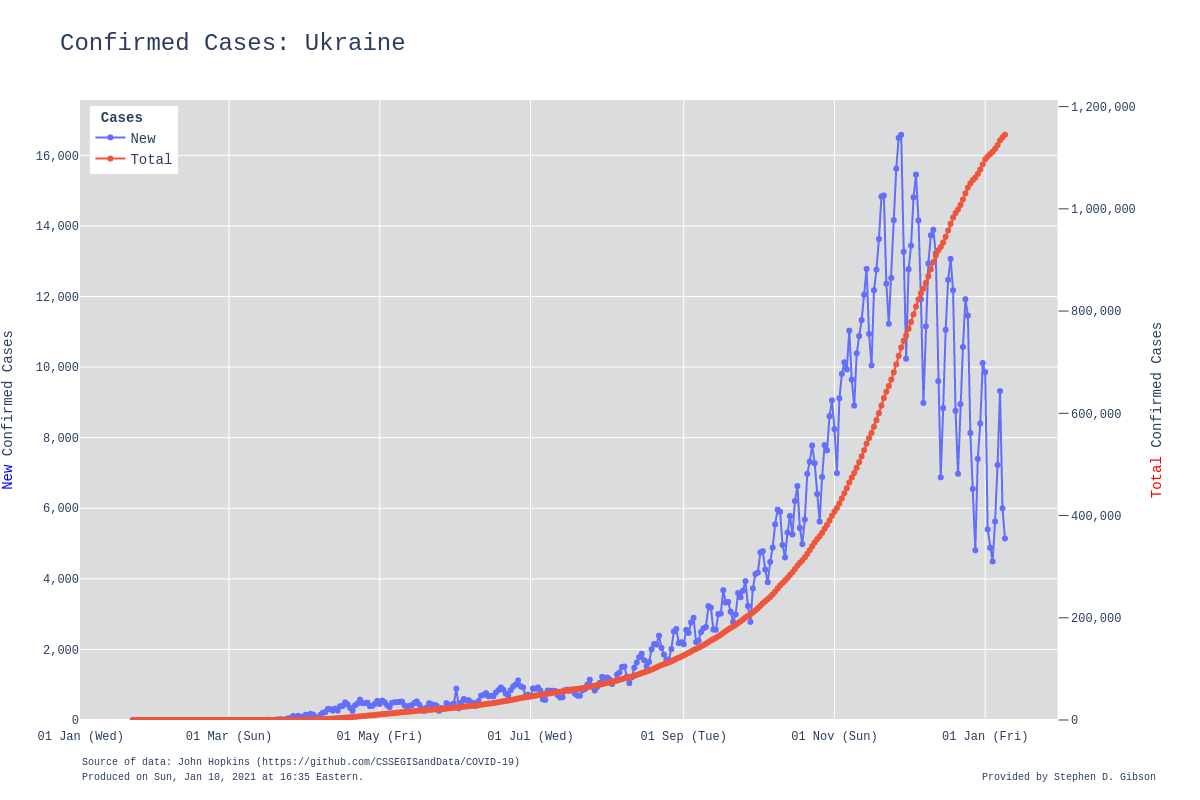 Confirmed Cases: Ukraine
Cases
New
Total
16,000
14,000
12,000
10,000
8,000
6,000
4,000
2,000
0
1,200,000
1,000,000
800,000
600,000
400,000
200,000
0
New Confirmed Cases
Total Confirmed Cases
01 Jan (Wed)
01 Mar (Sun)
01 May (Fri)
01 Jul (Wed)
01 Sep (Tue)
01 Nov (Sun)
01 Jan (Fri)
Source of data: John Hopkins (https://github.com/CSSEGISandData/COVID-19)
Produced on Sun, Jan 10, 2021 at 16:35 Eastern.
Provided by Stephen D. Gibson